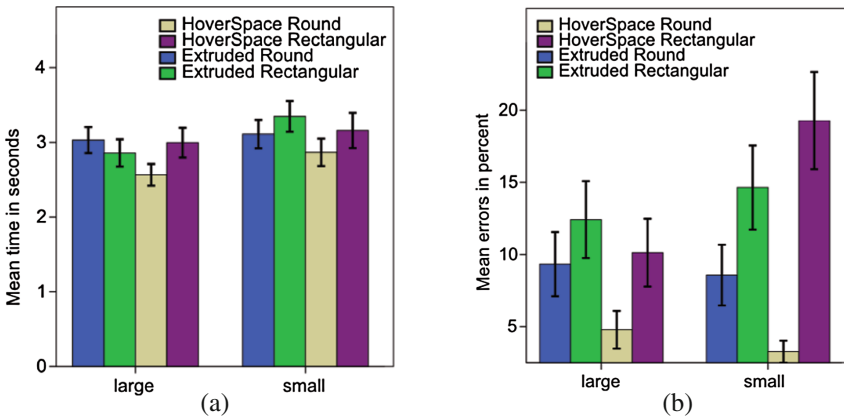 HoverSpace Round
HoverSpace Rectangular
Extruded Round
Extruded Rectangular
4
3
2
1
0
Mean time in seconds
large
small
(a)
HoverSpace Round
HoverSpace Rectangular
Extruded Round
Extruded Rectangular
20
15
10
5
Mean errors in percent
large
small
(b)